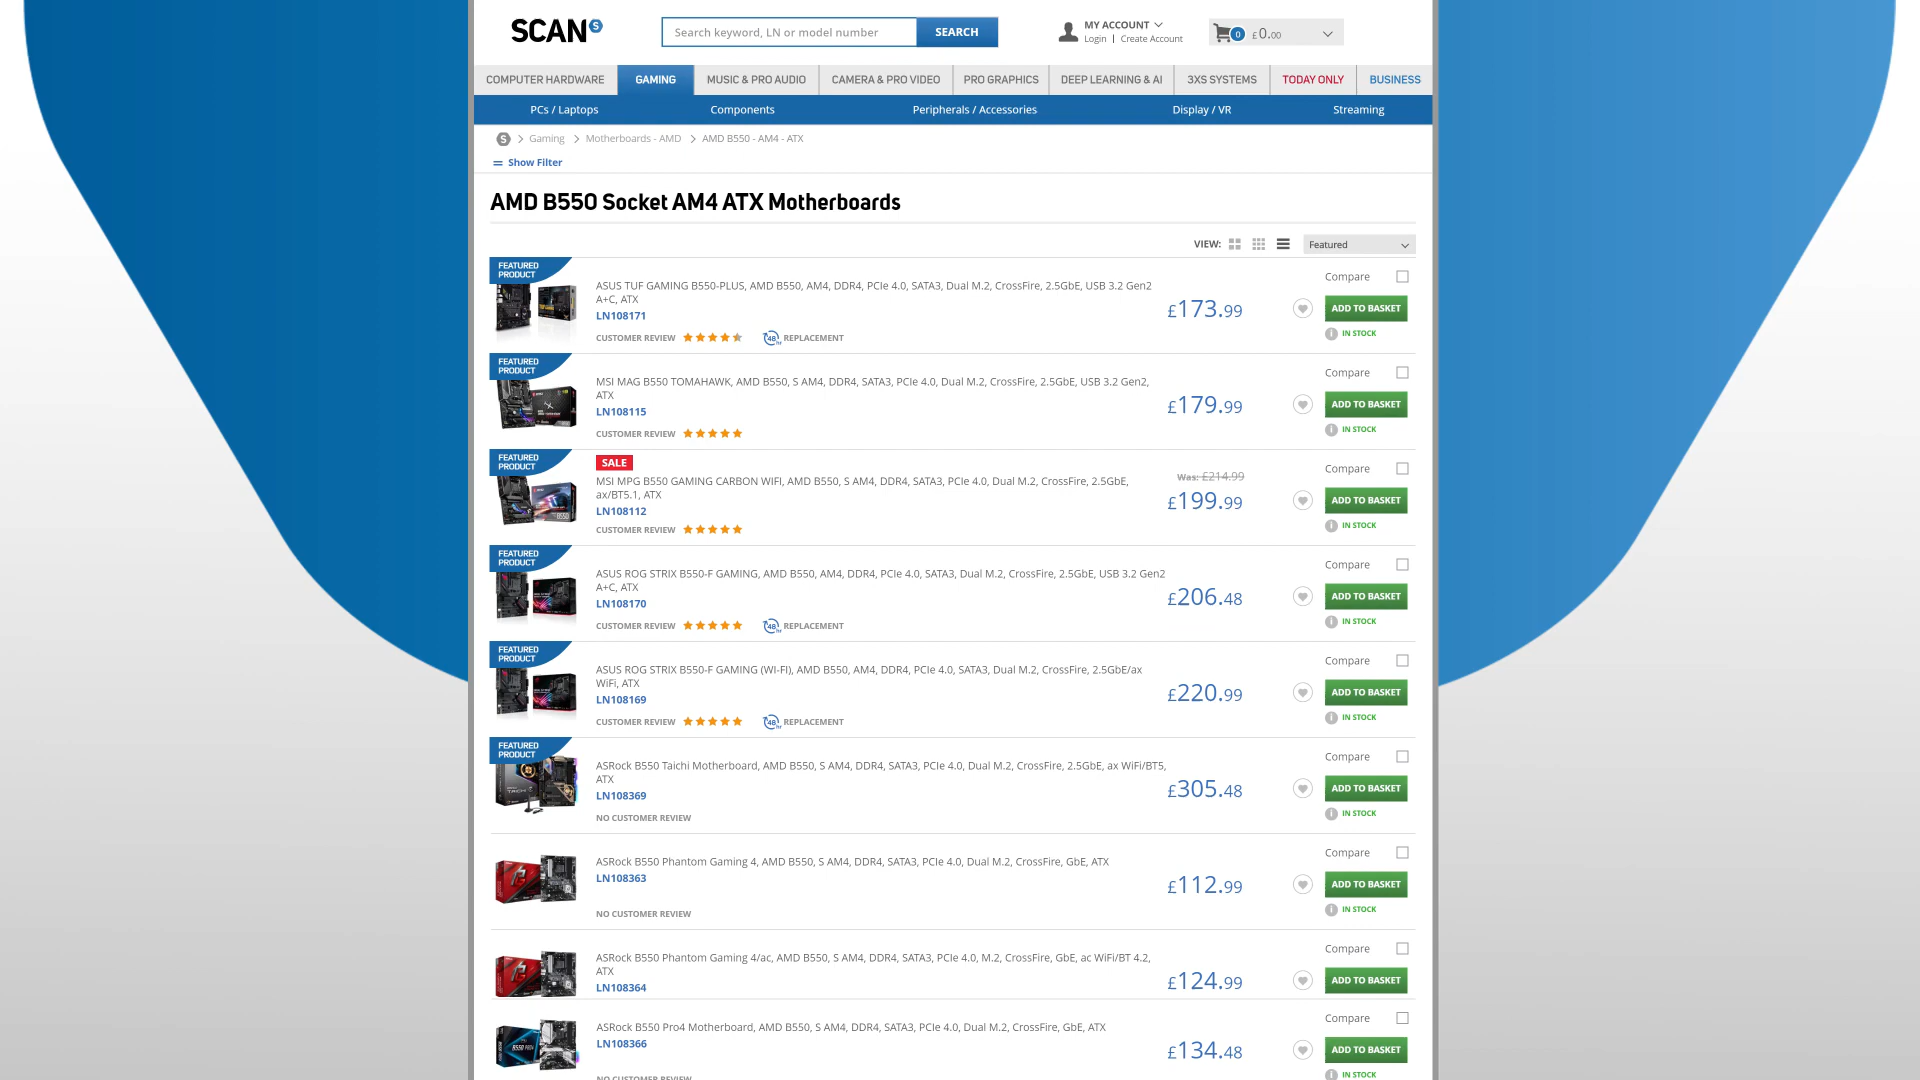 SCAN S
Search keyword, LN or model number
SEARCH
MY ACCOUNT
Login | Create Account
0 £0.00
COMPUTER HARDWARE GAMING MUSIC & PRO AUDIO CAMERA & PRO VIDEO PRO GRAPHICS DEEP LEARNING & AI 3XS SYSTEMS TODAY ONLY BUSINESS
PCs / Laptops Components Peripherals / Accessories Display / VR Streaming
S > Gaming > Motherboards - AMD > AMD B550 - AM4 - ATX
Show Filter
AMD B550 Socket AM4 ATX Motherboards
VIEW: Featured
FEATURED PRODUCT
ASUS TUF GAMING B550-PLUS, AMD B550, AM4, DDR4, PCIe 4.0, SATA3, Dual M.2, CrossFire, 2.5GbE, USB 3.2 Gen2
A+C, ATX
LN108171
CUSTOMER REVIEW 48hr REPLACEMENT
£173.99
Compare
ADD TO BASKET
IN STOCK
FEATURED PRODUCT
MSI MAG B550 TOMAHAWK, AMD B550, S AM4, DDR4, SATA3, PCIe 4.0, Dual M.2, CrossFire, 2.5GbE, USB 3.2 Gen2,
ATX
LN108115
CUSTOMER REVIEW
£179.99
Compare
ADD TO BASKET
IN STOCK
FEATURED PRODUCT
SALE
MSI MPG B550 GAMING CARBON WIFI, AMD B550, S AM4, DDR4, SATA3, PCIe 4.0, Dual M.2, CrossFire, 2.5GbE,
ax/BT5.1, ATX
LN108112
CUSTOMER REVIEW
Was: £214.99
£199.99
Compare
ADD TO BASKET
IN STOCK
FEATURED PRODUCT
ASUS ROG STRIX B550-F GAMING, AMD B550, AM4, DDR4, PCIe 4.0, SATA3, Dual M.2, CrossFire, 2.5GbE, USB 3.2 Gen2
A+C, ATX
LN108170
CUSTOMER REVIEW 48hr REPLACEMENT
£206.48
Compare
ADD TO BASKET
IN STOCK
FEATURED PRODUCT
ASUS ROG STRIX B550-F GAMING (WI-FI), AMD B550, AM4, DDR4, PCIe 4.0, SATA3, Dual M.2, CrossFire, 2.5GbE/ax
WiFi, ATX
LN108169
CUSTOMER REVIEW 48hr REPLACEMENT
£220.99
Compare
ADD TO BASKET
IN STOCK
FEATURED PRODUCT
ASRock B550 Taichi Motherboard, AMD B550, S AM4, DDR4, SATA3, PCIe 4.0, Dual M.2, CrossFire, 2.5GbE, ax WiFi/BT5,
ATX
LN108369
NO CUSTOMER REVIEW
£305.48
Compare
ADD TO BASKET
IN STOCK
ASRock B550 Phantom Gaming 4, AMD B550, S AM4, DDR4, SATA3, PCIe 4.0, Dual M.2, CrossFire, GbE, ATX
LN108363
NO CUSTOMER REVIEW
£112.99
Compare
ADD TO BASKET
IN STOCK
ASRock B550 Phantom Gaming 4/ac, AMD B550, S AM4, DDR4, SATA3, PCIe 4.0, M.2, CrossFire, GbE, ac WiFi/BT 4.2,
ATX
LN108364
£124.99
Compare
ADD TO BASKET
ASRock B550 Pro4 Motherboard, AMD B550, S AM4, DDR4, SATA3, PCIe 4.0, Dual M.2, CrossFire, GbE, ATX
LN108366
NO CUSTOMER REVIEW
£134.48
Compare
ADD TO BASKET
IN STOCK